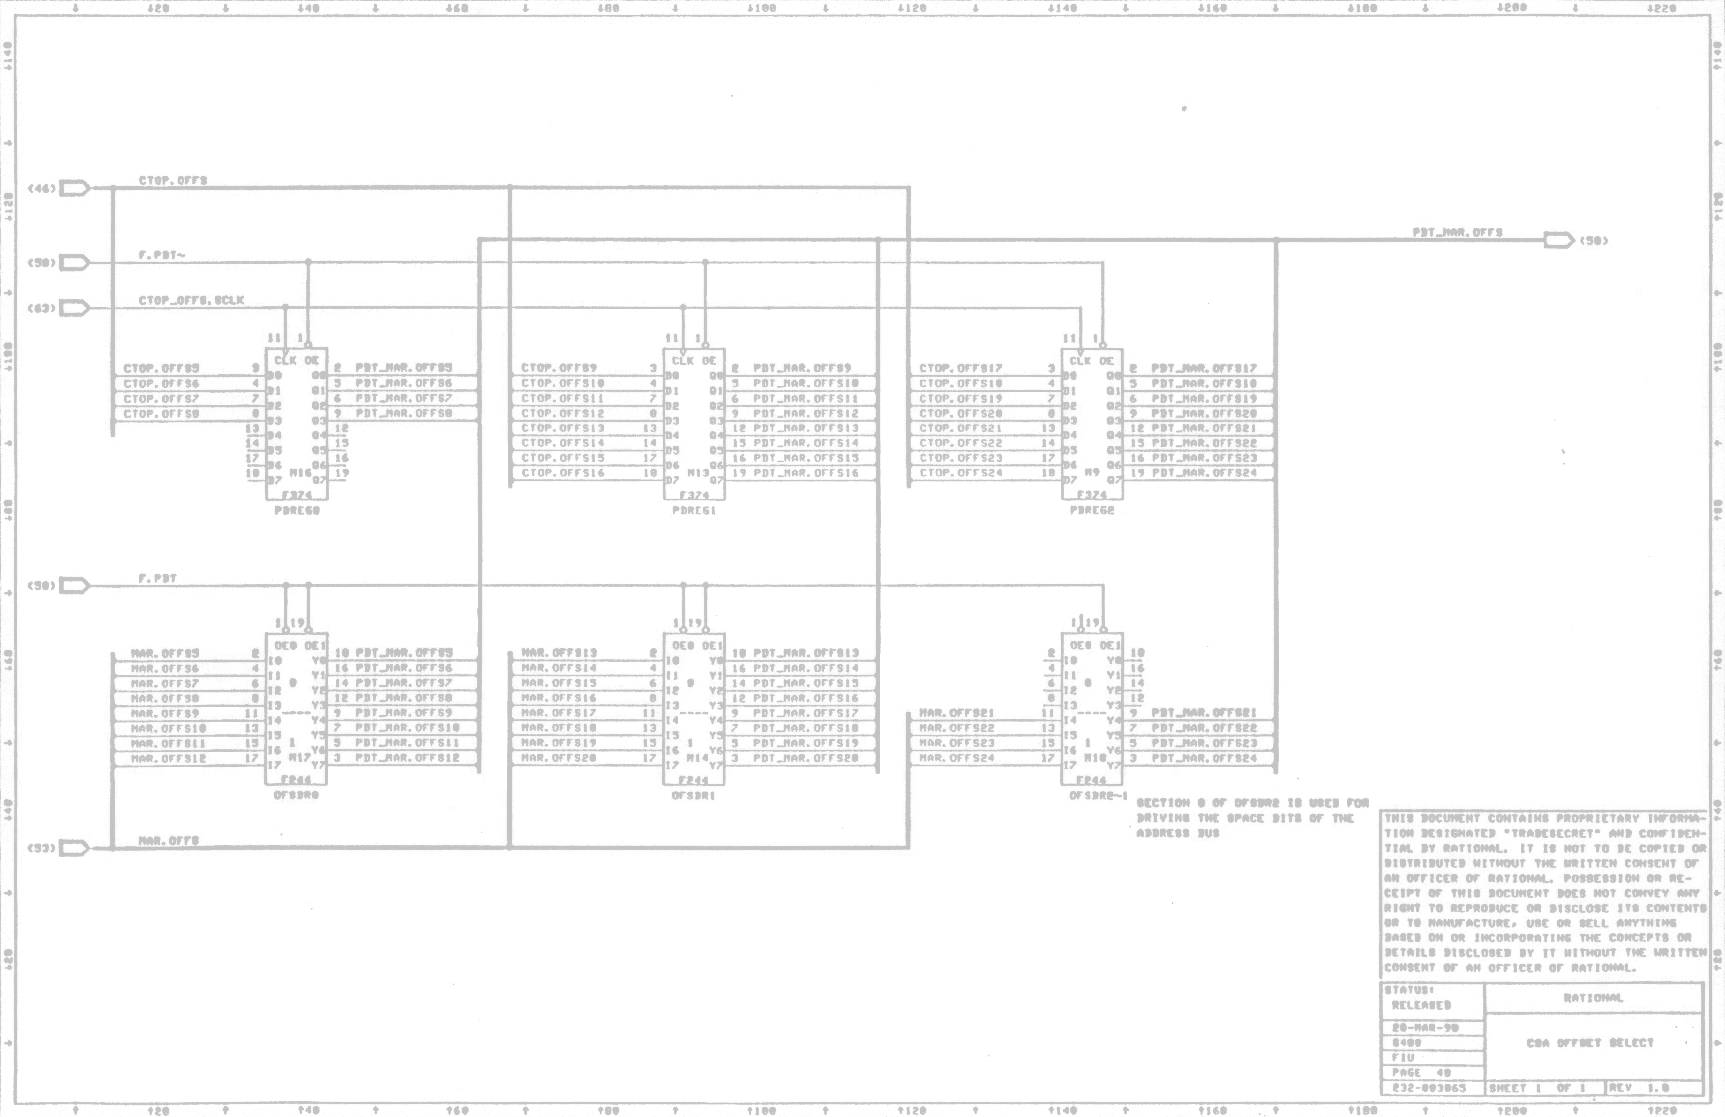 ↓20 ↓40 ↓60 ↓80 ↓100 ↓120 ↓140 ↓160 ↓180 ↓200 ↓220
(46) CTOP.OFFS
(50) F.PDT~
(63) CTOP_OFFS.SCLK
PDT_MAR.OFFS (50)
11 1
CLK OE
CTOP.OFFS5 3 D0 Q0 2 PDT_MAR.OFFS5
CTOP.OFFS6 4 D1 Q1 5 PDT_MAR.OFFS6
CTOP.OFFS7 7 D2 Q2 6 PDT_MAR.OFFS7
CTOP.OFFS8 8 D3 Q3 9 PDT_MAR.OFFS8
13 D4 Q4 12
14 D5 Q5 15
17 D6 Q6 16
18 D7 Q7 19
M16
F374
PDREG0
11 1
CLK OE
CTOP.OFFS9 3 D0 Q0 2 PDT_MAR.OFFS9
CTOP.OFFS10 4 D1 Q1 5 PDT_MAR.OFFS10
CTOP.OFFS11 7 D2 Q2 6 PDT_MAR.OFFS11
CTOP.OFFS12 8 D3 Q3 9 PDT_MAR.OFFS12
CTOP.OFFS13 13 D4 Q4 12 PDT_MAR.OFFS13
CTOP.OFFS14 14 D5 Q5 15 PDT_MAR.OFFS14
CTOP.OFFS15 17 D6 Q6 16 PDT_MAR.OFFS15
CTOP.OFFS16 18 D7 Q7 19 PDT_MAR.OFFS16
M13
F374
PDREG1
11 1
CLK OE
CTOP.OFFS17 3 D0 Q0 2 PDT_MAR.OFFS17
CTOP.OFFS18 4 D1 Q1 5 PDT_MAR.OFFS18
CTOP.OFFS19 7 D2 Q2 6 PDT_MAR.OFFS19
CTOP.OFFS20 8 D3 Q3 9 PDT_MAR.OFFS20
CTOP.OFFS21 13 D4 Q4 12 PDT_MAR.OFFS21
CTOP.OFFS22 14 D5 Q5 15 PDT_MAR.OFFS22
CTOP.OFFS23 17 D6 Q6 16 PDT_MAR.OFFS23
CTOP.OFFS24 18 D7 Q7 19 PDT_MAR.OFFS24
M9
F374
PDREG2
(50) F.PDT
1 19
OE0 OE1
MAR.OFFS5 2 I0 Y0 18 PDT_MAR.OFFS5
MAR.OFFS6 4 I1 Y1 16 PDT_MAR.OFFS6
MAR.OFFS7 6 I2 Y2 14 PDT_MAR.OFFS7
MAR.OFFS8 8 I3 Y3 12 PDT_MAR.OFFS8
MAR.OFFS9 11 I4 Y4 9 PDT_MAR.OFFS9
MAR.OFFS10 13 I5 Y5 7 PDT_MAR.OFFS10
MAR.OFFS11 15 I6 Y6 5 PDT_MAR.OFFS11
MAR.OFFS12 17 I7 Y7 3 PDT_MAR.OFFS12
0
1
M17
F244
OFSDR0
1 19
OE0 OE1
MAR.OFFS13 2 I0 Y0 18 PDT_MAR.OFFS13
MAR.OFFS14 4 I1 Y1 16 PDT_MAR.OFFS14
MAR.OFFS15 6 I2 Y2 14 PDT_MAR.OFFS15
MAR.OFFS16 8 I3 Y3 12 PDT_MAR.OFFS16
MAR.OFFS17 11 I4 Y4 9 PDT_MAR.OFFS17
MAR.OFFS18 13 I5 Y5 7 PDT_MAR.OFFS18
MAR.OFFS19 15 I6 Y6 5 PDT_MAR.OFFS19
MAR.OFFS20 17 I7 Y7 3 PDT_MAR.OFFS20
0
1
M14
F244
OFSDR1
1 19
OE0 OE1
2 I0 Y0 18
4 I1 Y1 16
6 I2 Y2 14
8 I3 Y3 12
MAR.OFFS21 11 I4 Y4 9 PDT_MAR.OFFS21
MAR.OFFS22 13 I5 Y5 7 PDT_MAR.OFFS22
MAR.OFFS23 15 I6 Y6 5 PDT_MAR.OFFS23
MAR.OFFS24 17 I7 Y7 3 PDT_MAR.OFFS24
0
1
M18
F244
OFSDR2~1
SECTION 0 OF OFSDR2 IS USED FOR
DRIVING THE SPACE BITS OF THE
ADDRESS BUS
(53) MAR.OFFS
THIS DOCUMENT CONTAINS PROPRIETARY INFORMA-
TION DESIGNATED "TRADESECRET" AND CONFIDEN-
TIAL BY RATIONAL. IT IS NOT TO BE COPIED OR
DISTRIBUTED WITHOUT THE WRITTEN CONSENT OF
AN OFFICER OF RATIONAL. POSSESSION OR RE-
CEIPT OF THIS DOCUMENT DOES NOT CONVEY ANY
RIGHT TO REPRODUCE OR DISCLOSE ITS CONTENTS
OR TO MANUFACTURE, USE OR SELL ANYTHING
BASED ON OR INCORPORATING THE CONCEPTS OR
DETAILS DISCLOSED BY IT WITHOUT THE WRITTEN
CONSENT OF AN OFFICER OF RATIONAL.
STATUS:
RELEASED
RATIONAL
20-MAR-90
8400
FIU
PAGE 48
232-003065
CSA OFFSET SELECT
SHEET 1 OF 1
REV 1.0
↑20 ↑40 ↑60 ↑80 ↑100 ↑120 ↑140 ↑160 ↑180 ↑200 ↑220